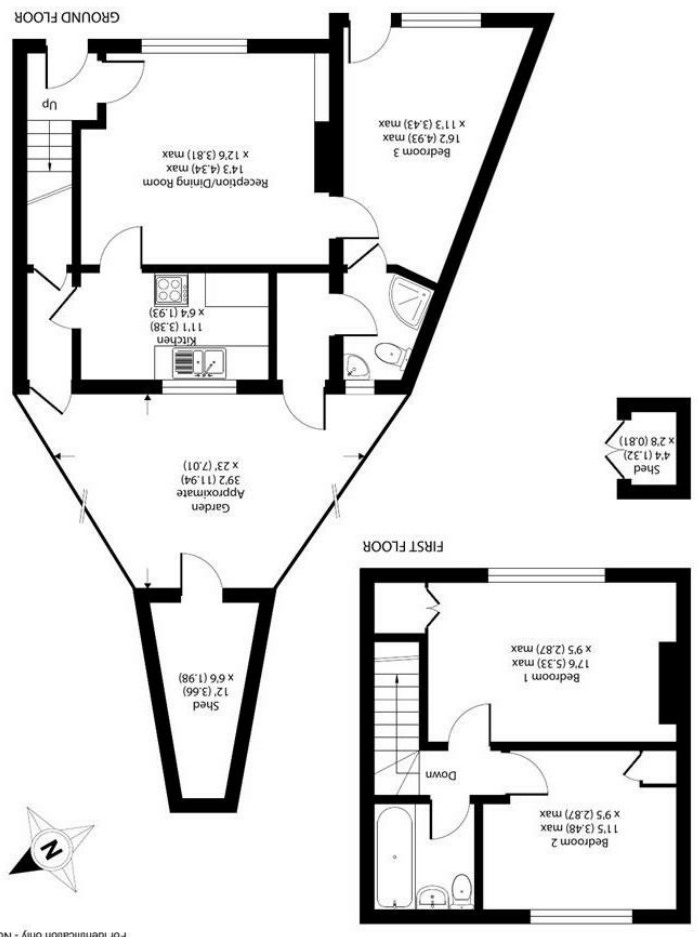 For identification only - No
Bedroom 2
11'5 (3.48) max
x 9'5 (2.87) max
Down
Bedroom 1
17'6 (5.33) max
x 9'5 (2.87) max
FIRST FLOOR
N
Shed
12' (3.66)
x 6'6 (1.98)
Shed
4'4 (1.32)
x 2'8 (0.81)
Garden
Approximate
39'2 (11.94)
x 23' (7.01)
Kitchen
11'1 (3.38)
x 6'4 (1.93)
Bedroom 3
16'2 (4.93) max
x 11'3 (3.43) max
Reception/Dining Room
14'3 (4.34) max
x 12'6 (3.81) max
Up
GROUND FLOOR